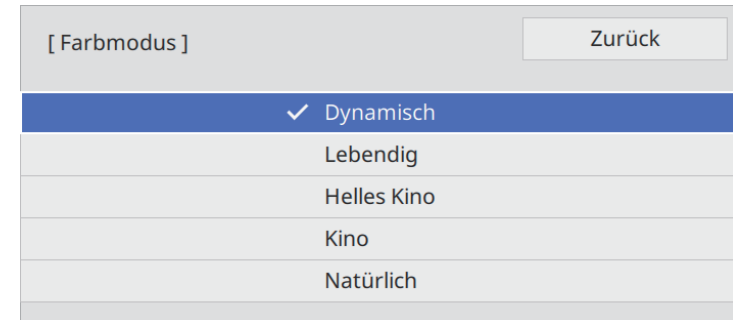 [ Farbmodus ]
Zurück
Dynamisch
Lebendig
Helles Kino
Kino
Natürlich